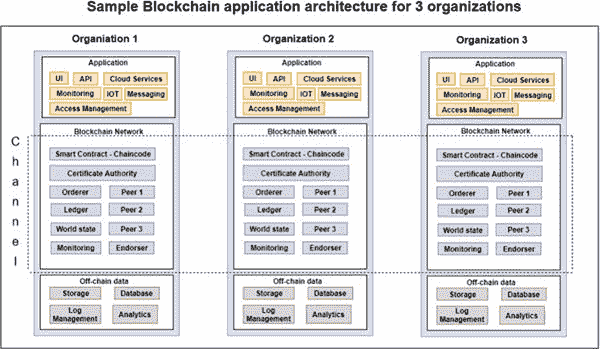 Sample Blockchain application architecture for 3 organizations
Organiation 1
Organization 2
Organization 3
Channel
Application
UI API Cloud Services
Monitoring IOT Messaging
Access Management
Blockchain Network
Smart Contract - Chaincode
Certificate Authority
Orderer Peer 1
Ledger Peer 2
World state Peer 3
Monitoring Endorser
Off-chain data
Storage Database
Log
Management Analytics
Application
UI API Cloud Services
Monitoring IOT Messaging
Access Management
Blockchain Network
Smart Contract - Chaincode
Certificate Authority
Orderer Peer 1
Ledger Peer 2
World state Peer 3
Monitoring Endorser
Off-chain data
Storage Database
Log
Management Analytics
Application
UI API Cloud Services
Monitoring IOT Messaging
Access Management
Blockchain Network
Smart Contract - Chaincode
Certificate Authority
Orderer Peer 1
Ledger Peer 2
World state Peer 3
Monitoring Endorser
Off-chain data
Storage Database
Log
Management Analytics